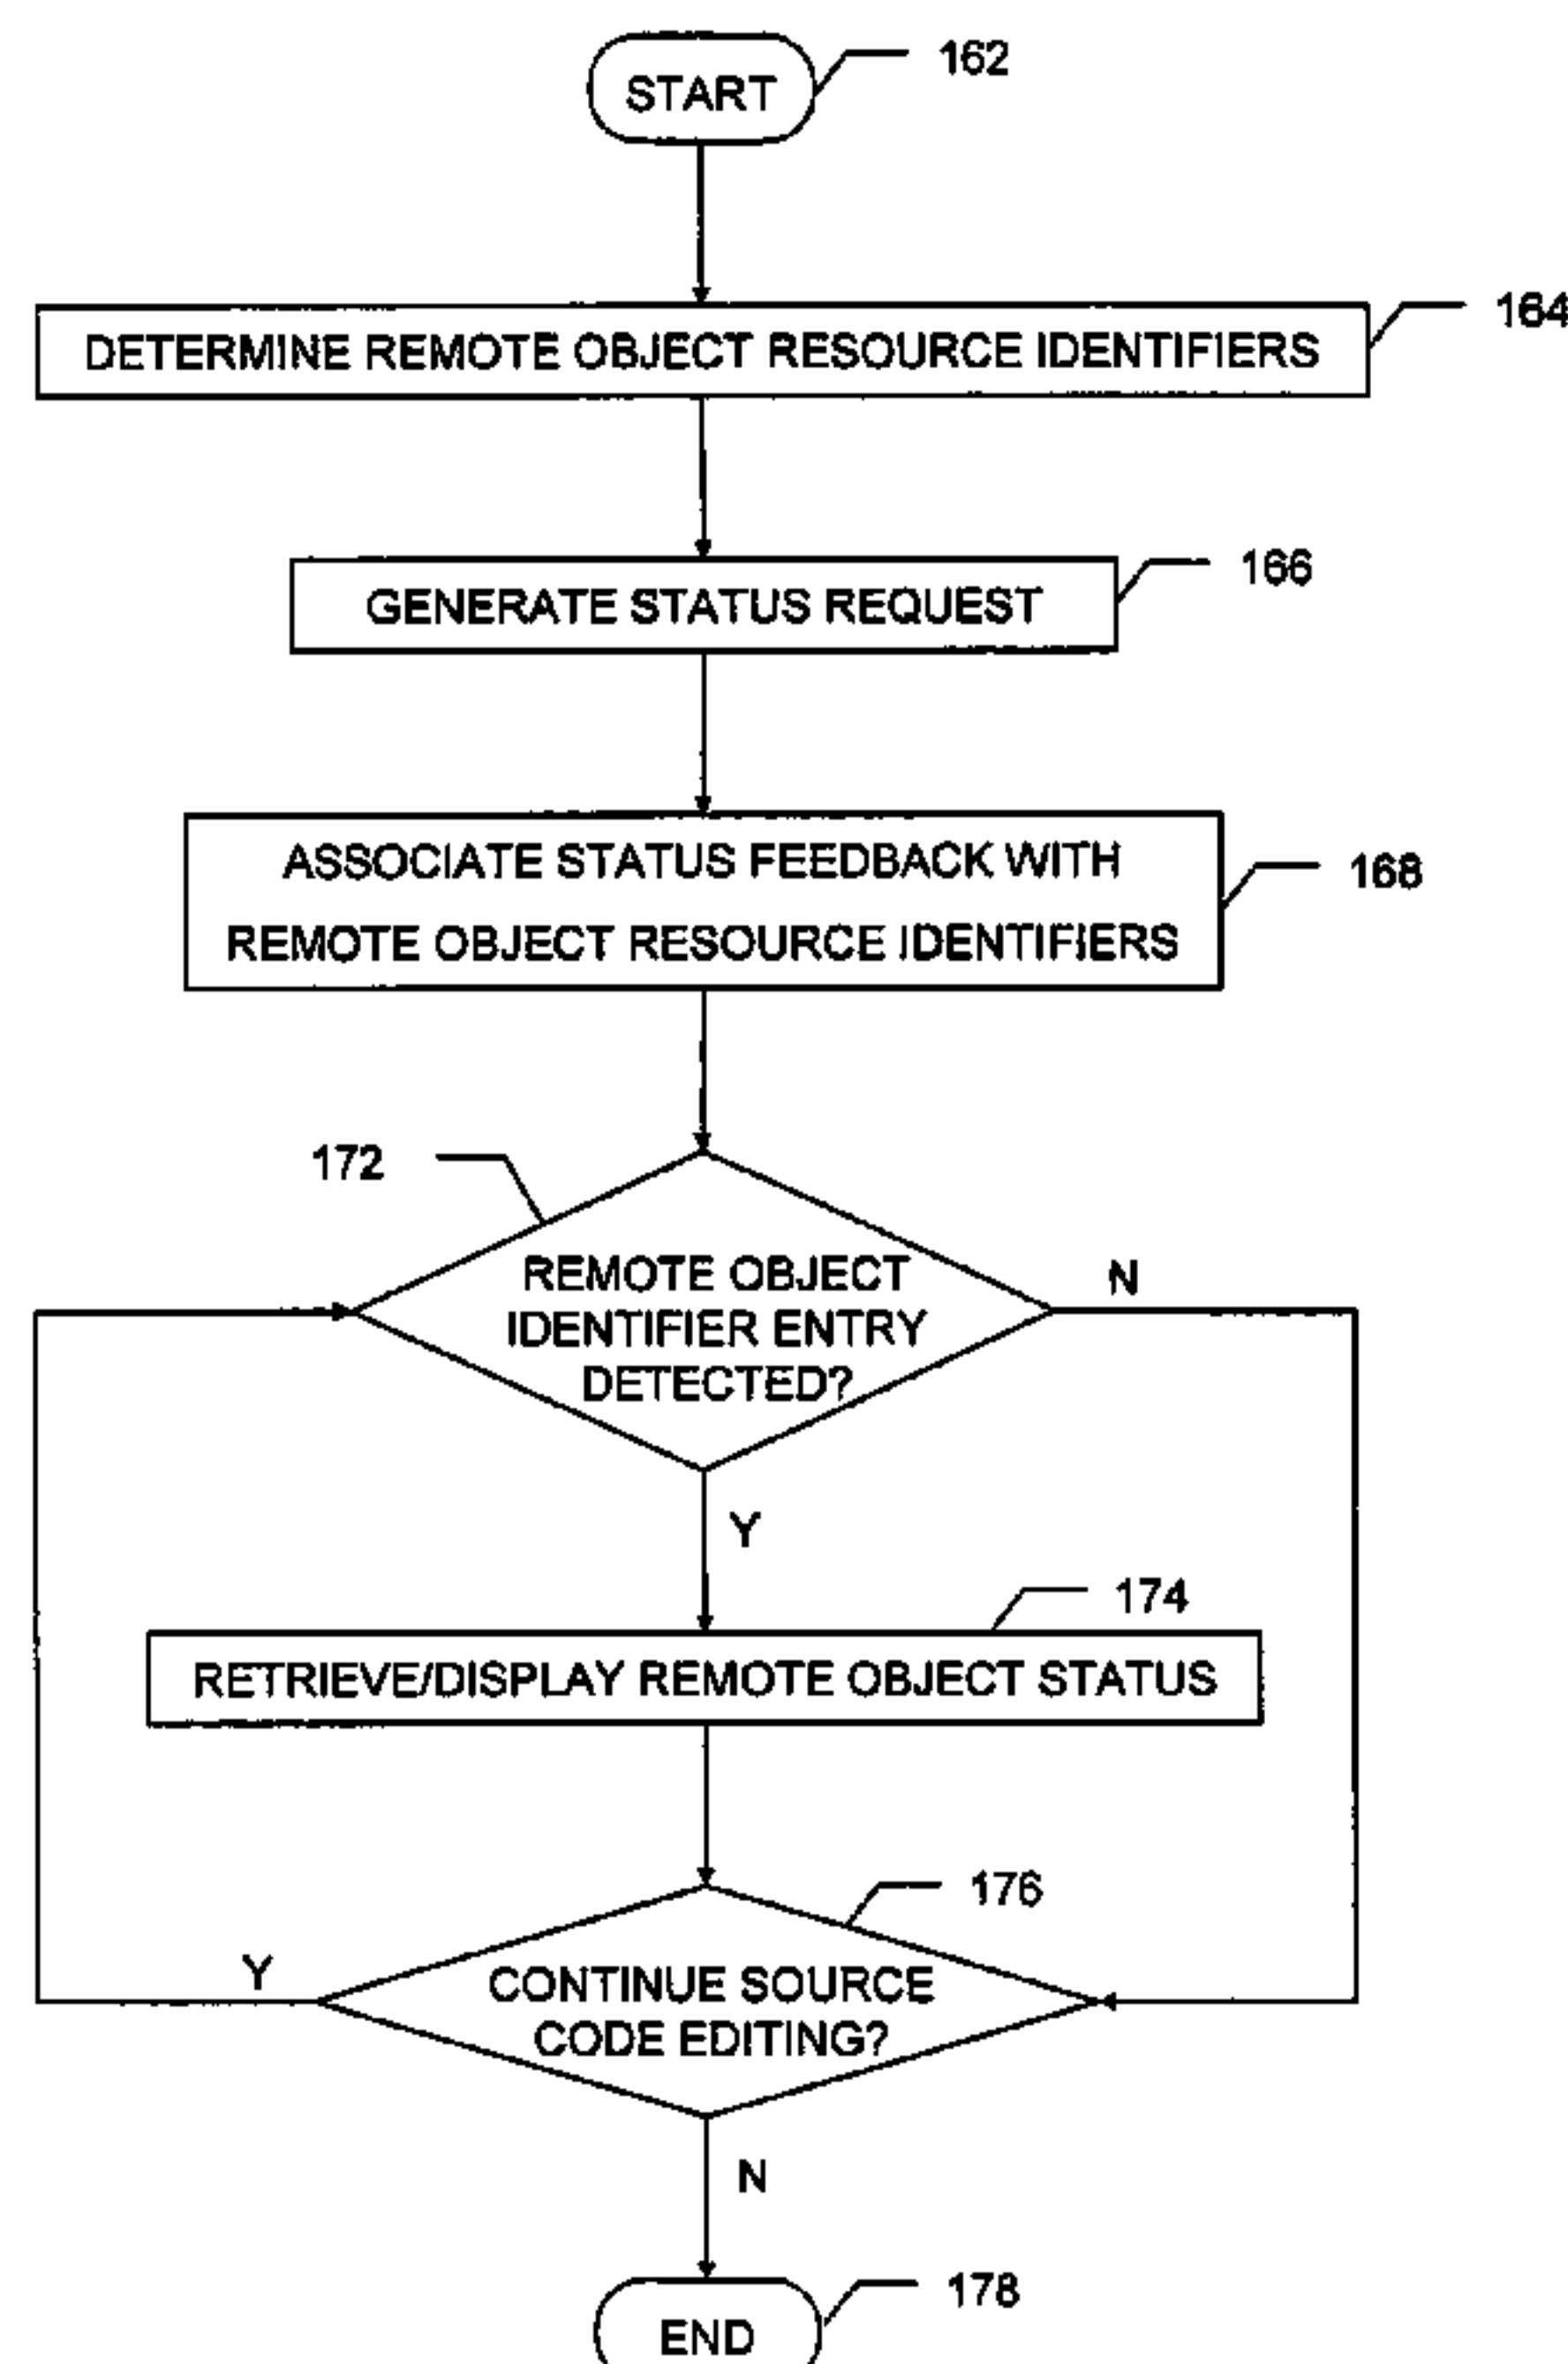 START
162
DETERMINE REMOTE OBJECT RESOURCE IDENTIFIERS
164
GENERATE STATUS REQUEST
166
ASSOCIATE STATUS FEEDBACK WITH
REMOTE OBJECT RESOURCE IDENTIFIERS
168
172
REMOTE OBJECT
IDENTIFIER ENTRY
DETECTED?
N
Y
174
RETRIEVE/DISPLAY REMOTE OBJECT STATUS
176
Y
CONTINUE SOURCE
CODE EDITING?
N
178
END